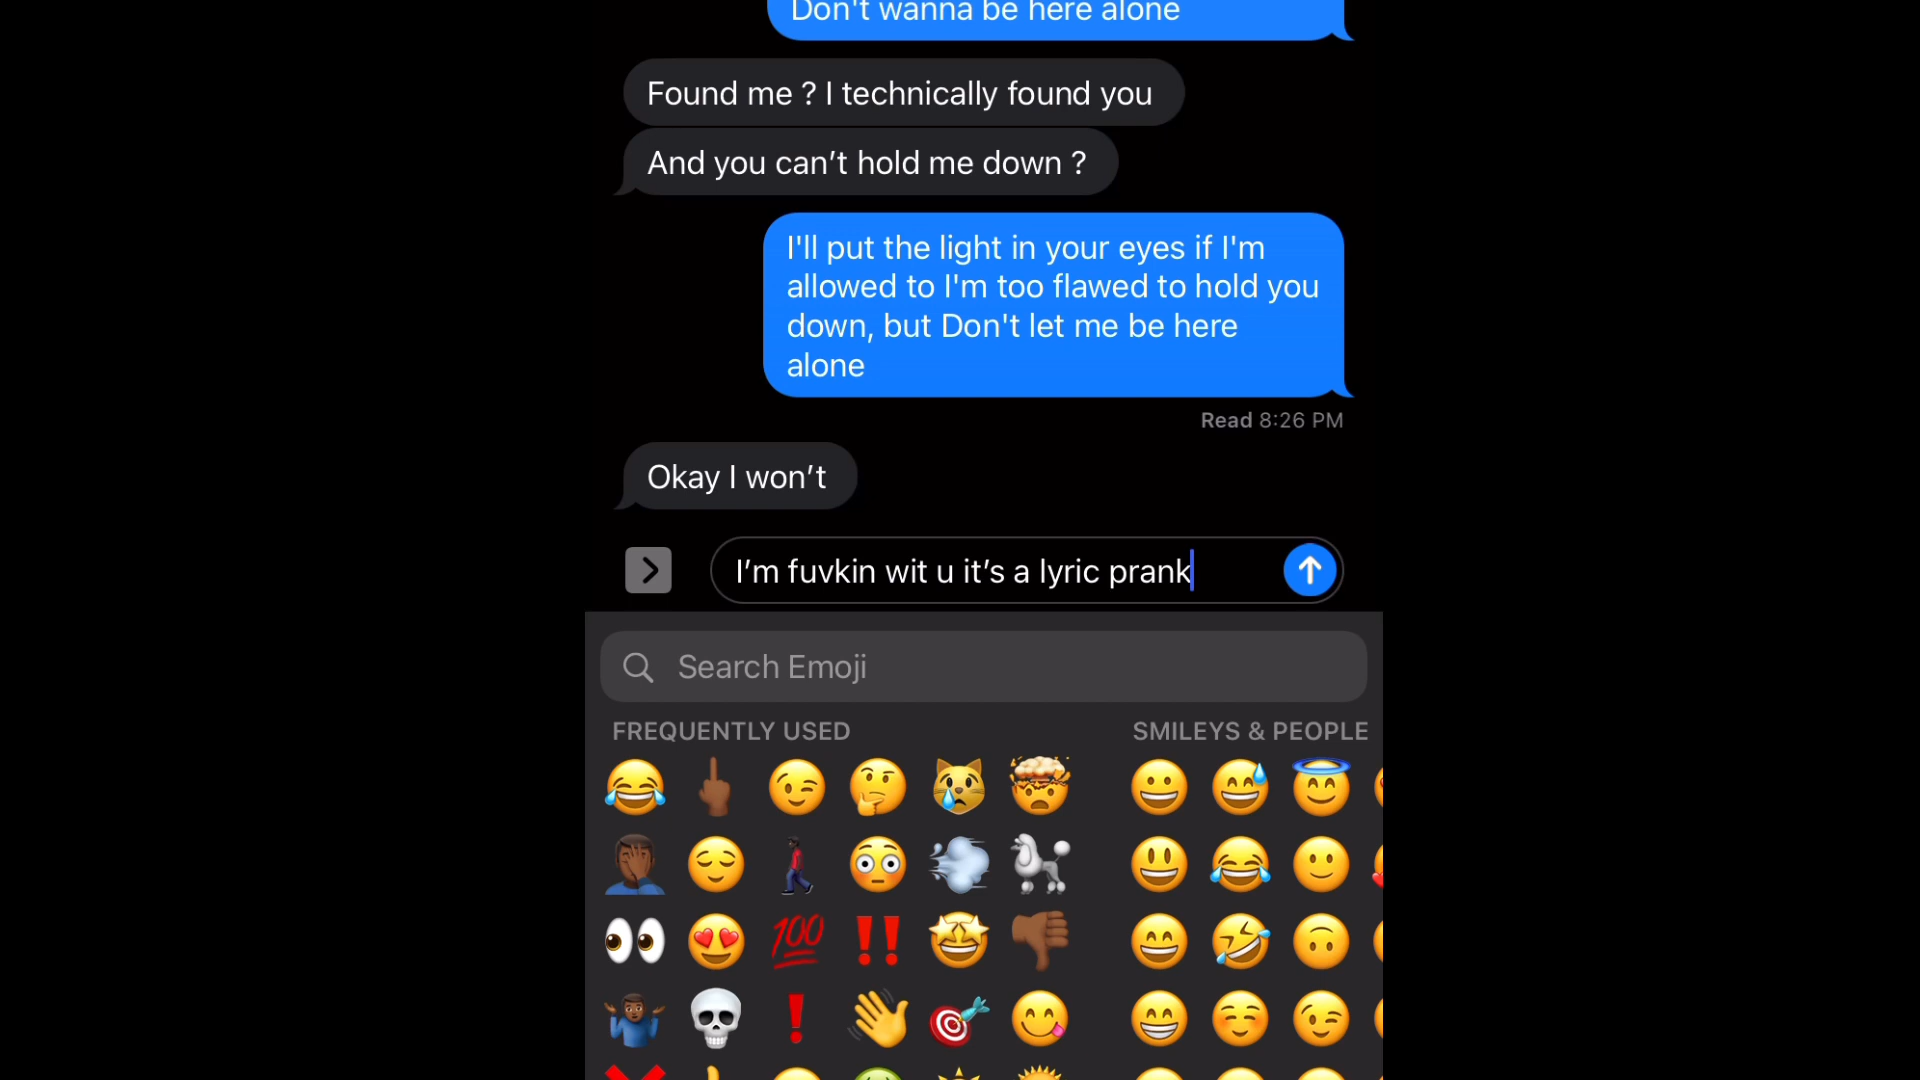 Don't wanna be here alone
Found me ? I technically found you
And you can’t hold me down ?
I'll put the light in your eyes if I'm
allowed to I'm too flawed to hold you
down, but Don't let me be here
alone
Read 8:26 PM
Okay I won’t
I’m fuvkin wit u it’s a lyric prank
Search Emoji
FREQUENTLY USED
SMILEYS & PEOPLE